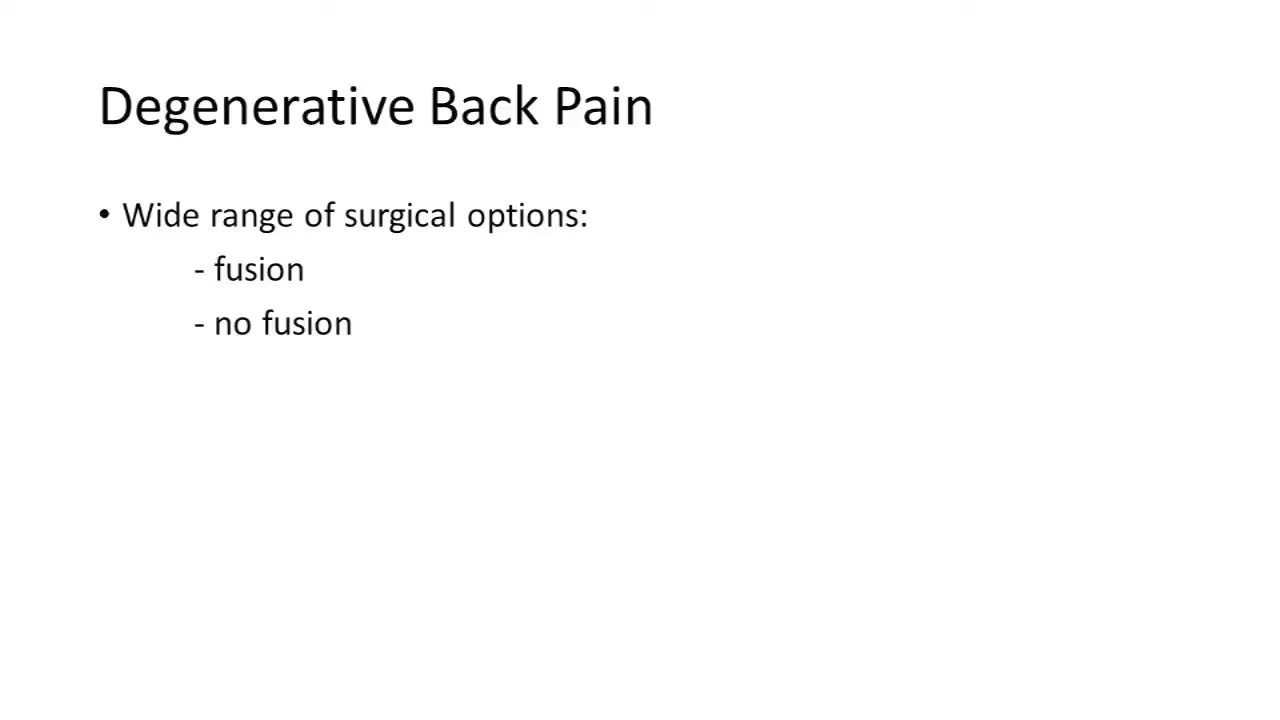 Degenerative Back Pain
• Wide range of surgical options:
- fusion
- no fusion